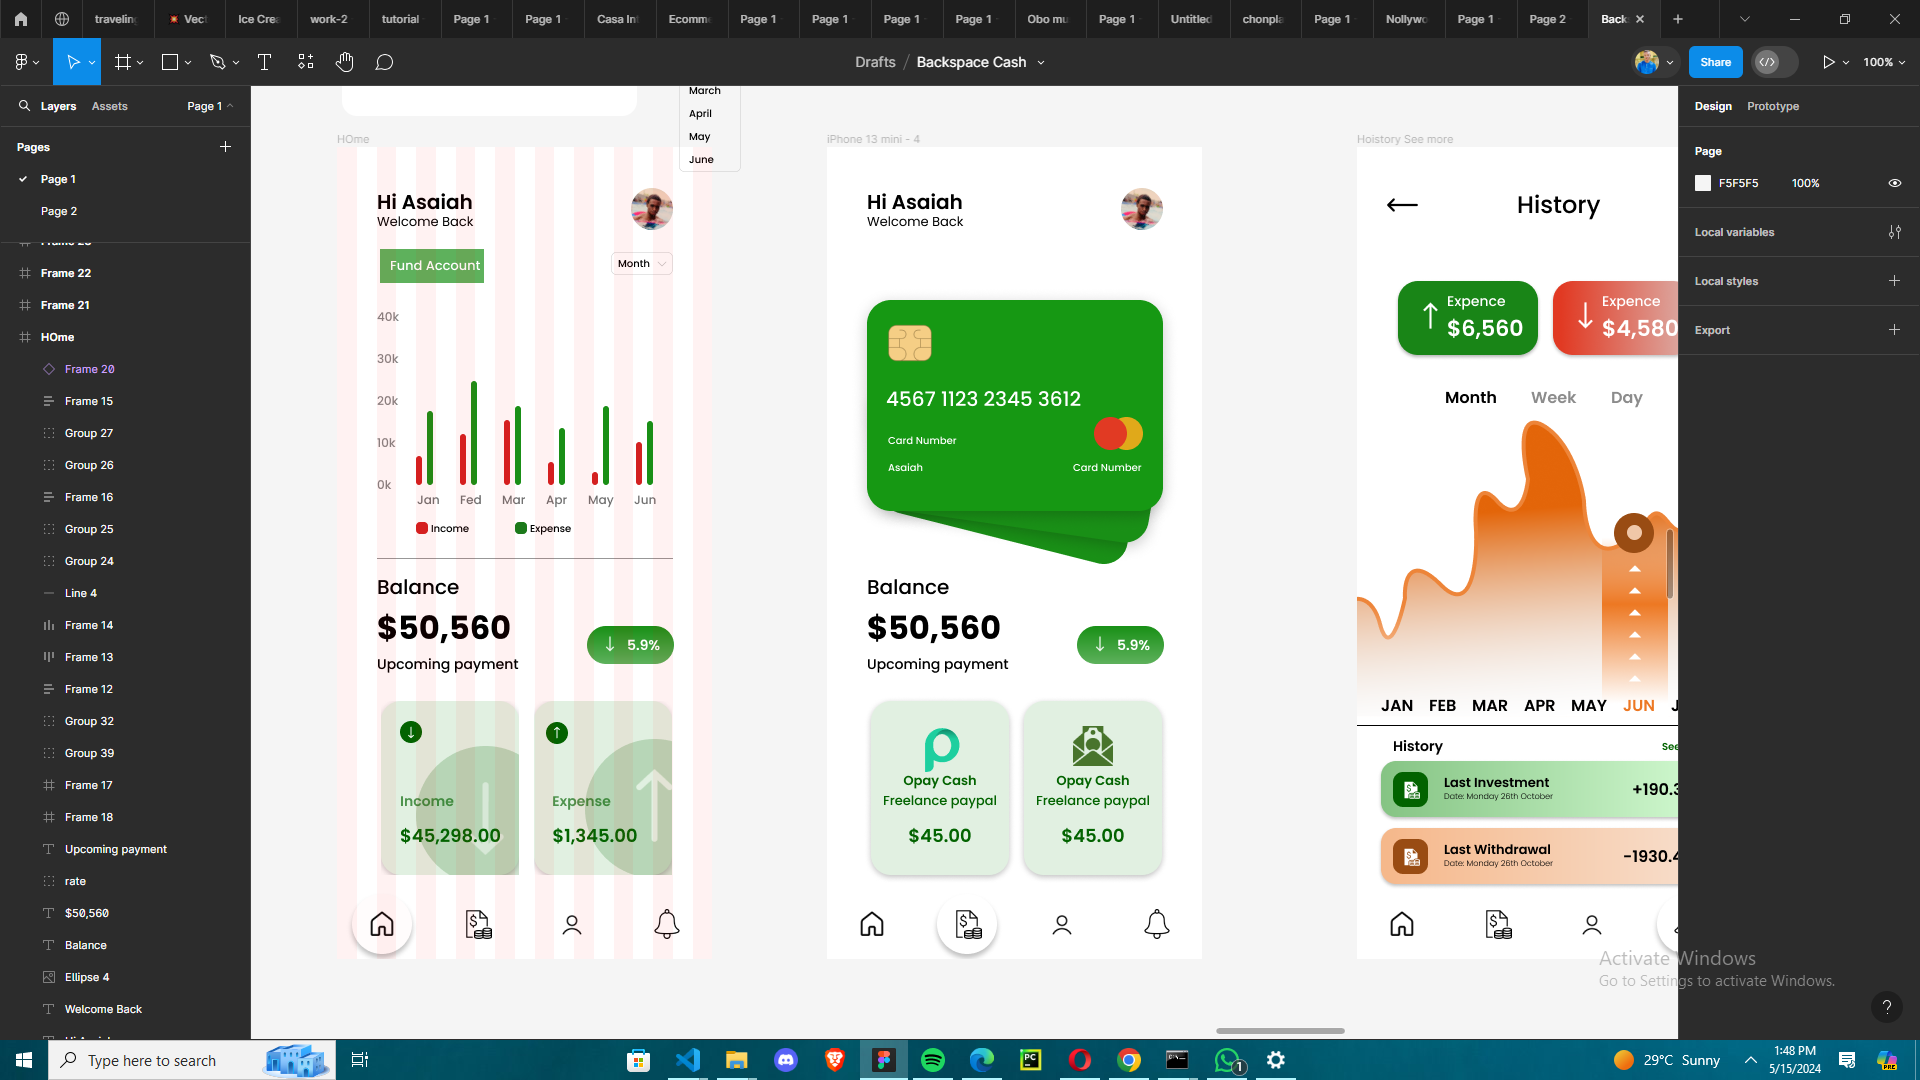 traveling
Vect
Ice Crea
work-2
tutorial
Page 1
Page 1
Casa Int
Ecomme
Page 1
Page 1
Page 1
Page 1
Obo mu
Page 1
Untitled
chonpla
Page 1
Nollywo
Page 1
Page 2
Back
Drafts / Backspace Cash
Share
100%
Layers
Assets
Page 1
Pages
Page 1
Page 2
Frame 22
Frame 21
HOme
Frame 20
Frame 15
Group 27
Group 26
Frame 16
Group 25
Group 24
Line 4
Frame 14
Frame 13
Frame 12
Group 32
Group 39
Frame 17
Frame 18
Upcoming payment
rate
$50,560
Balance
Ellipse 4
Welcome Back
March
April
May
June
HOme
Hi Asaiah
Welcome Back
Fund Account
Month
40k
30k
20k
10k
0k
Jan Fed Mar Apr May Jun
Income
Expense
Balance
$50,560
5.9%
Upcoming payment
Income
$45,298.00
Expense
$1,345.00
iPhone 13 mini - 4
Hi Asaiah
Welcome Back
4567 1123 2345 3612
Card Number
Asaiah
Card Number
Balance
$50,560
5.9%
Upcoming payment
Opay Cash
Freelance paypal
$45.00
Opay Cash
Freelance paypal
$45.00
Hoistory See more
History
Expence
$6,560
Expence
$4,580
Month
Week
Day
JAN FEB MAR APR MAY JUN J
History
See
Last Investment
Date: Monday 26th October
+190.3
Last Withdrawal
Date: Monday 26th October
-1930.4
Design
Prototype
Page
F5F5F5
100%
Local variables
Local styles
Export
Activate Windows
Go to Settings to activate Windows.
?
Type here to search
PC
1
29°C Sunny
1:48 PM
5/15/2024
PRE